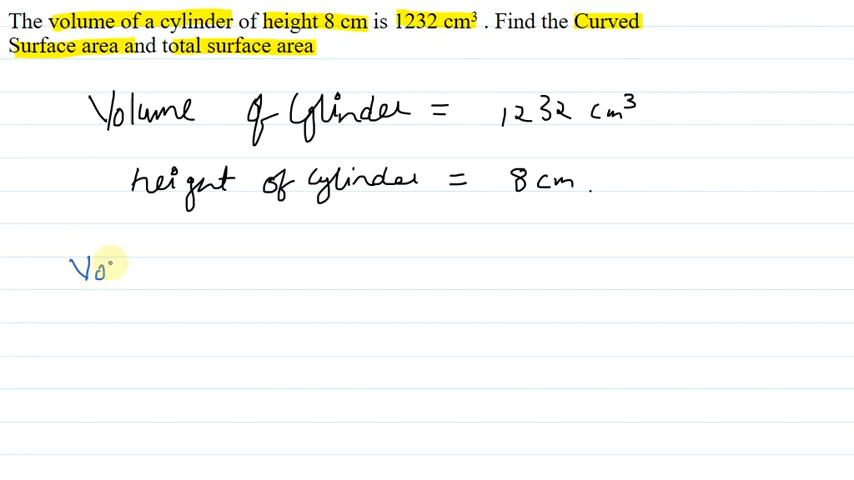 The volume of a cylinder of height 8 cm is 1232 cm³ . Find the Curved
Surface area and total surface area
Volume of Cylinder = 1232 cm³
height of cylinder = 8 cm .
Vo